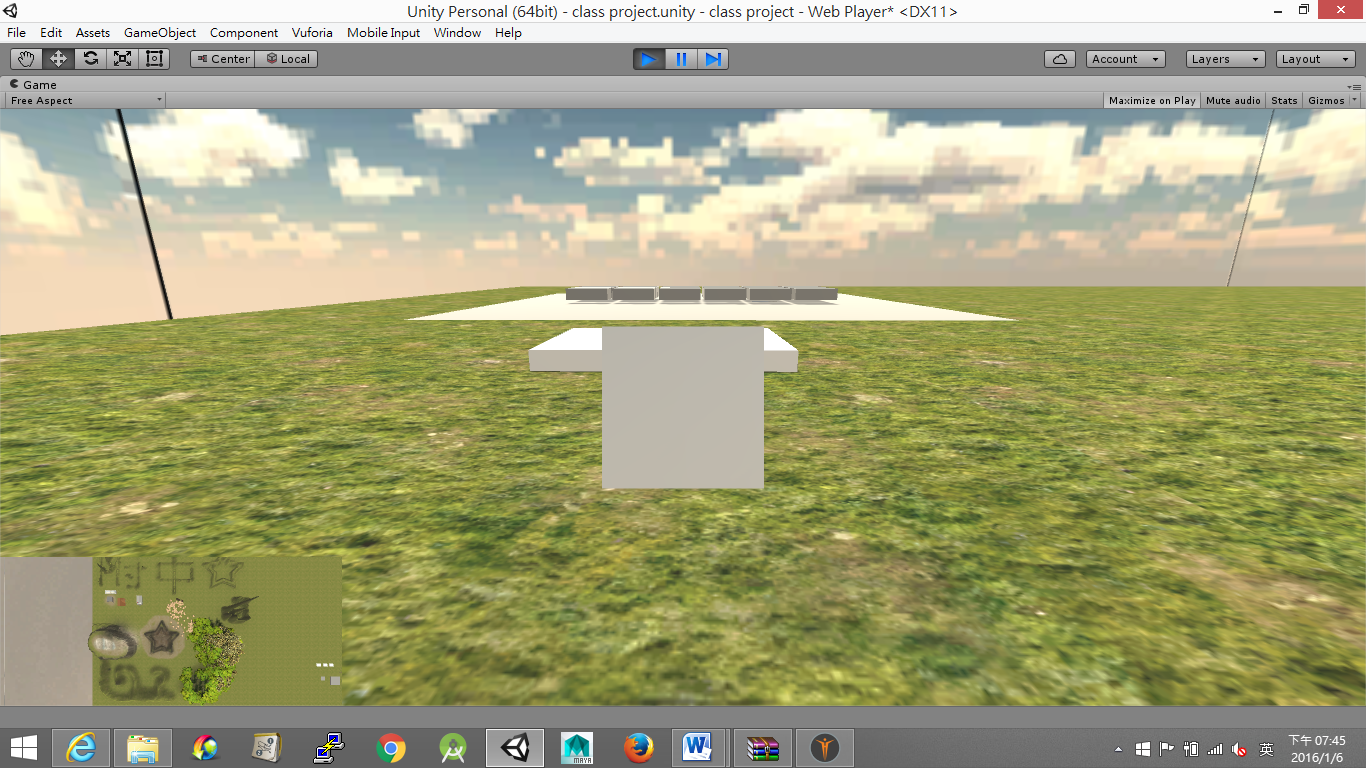 Unity Personal (64bit) - class project.unity - class project - Web Player* <DX11>
File Edit Assets GameObject Component Vuforia Mobile Input Window Help
Center Local Account Layers Layout
Game
Free Aspect Maximize on Play Mute audio Stats Gizmos
MAYA
英
下午 07:45
2016/1/6